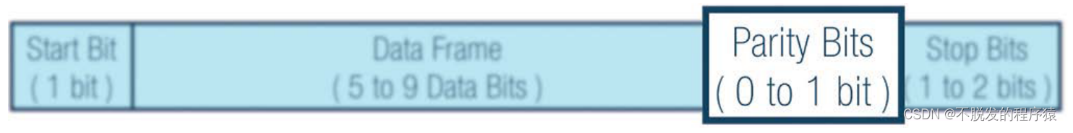 Start Bit
( 1 bit )
Data Frame
( 5 to 9 Data Bits )
Parity Bits
( 0 to 1 bit )
Stop Bits
( 1 to 2 bits )
CSDN @不脱发的程序猿